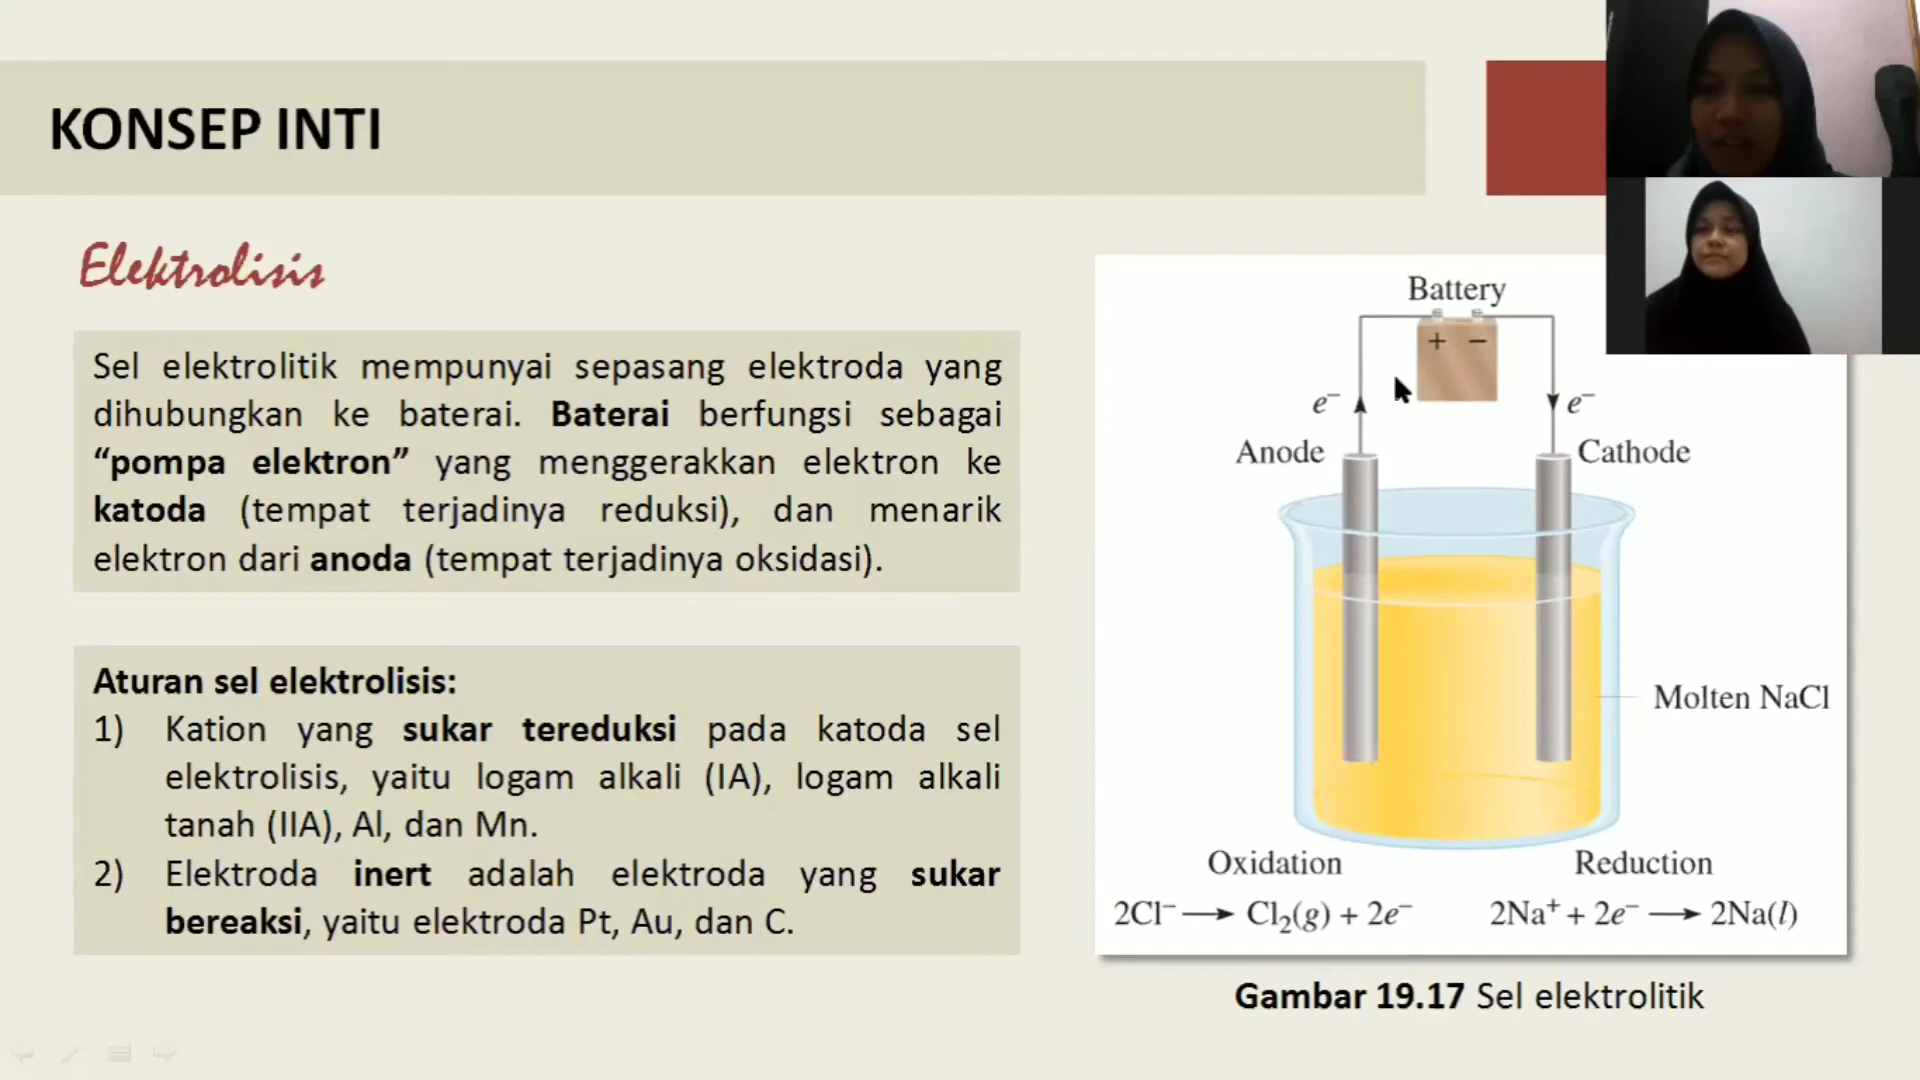 KONSEP INTI
Elektrolisis
Sel elektrolitik mempunyai sepasang elektroda yang
dihubungkan ke baterai. Baterai berfungsi sebagai
“pompa elektron” yang menggerakkan elektron ke
katoda (tempat terjadinya reduksi), dan menarik
elektron dari anoda (tempat terjadinya oksidasi).
Aturan sel elektrolisis:
1) Kation yang sukar tereduksi pada katoda sel
elektrolisis, yaitu logam alkali (IA), logam alkali
tanah (IIA), Al, dan Mn.
2) Elektroda inert adalah elektroda yang sukar
bereaksi, yaitu elektroda Pt, Au, dan C.
Battery
+ −
e⁻ e⁻
Anode Cathode
Molten NaCl
Oxidation Reduction
2Cl⁻ → Cl₂(g) + 2e⁻ 2Na⁺ + 2e⁻ → 2Na(l)
Gambar 19.17 Sel elektrolitik